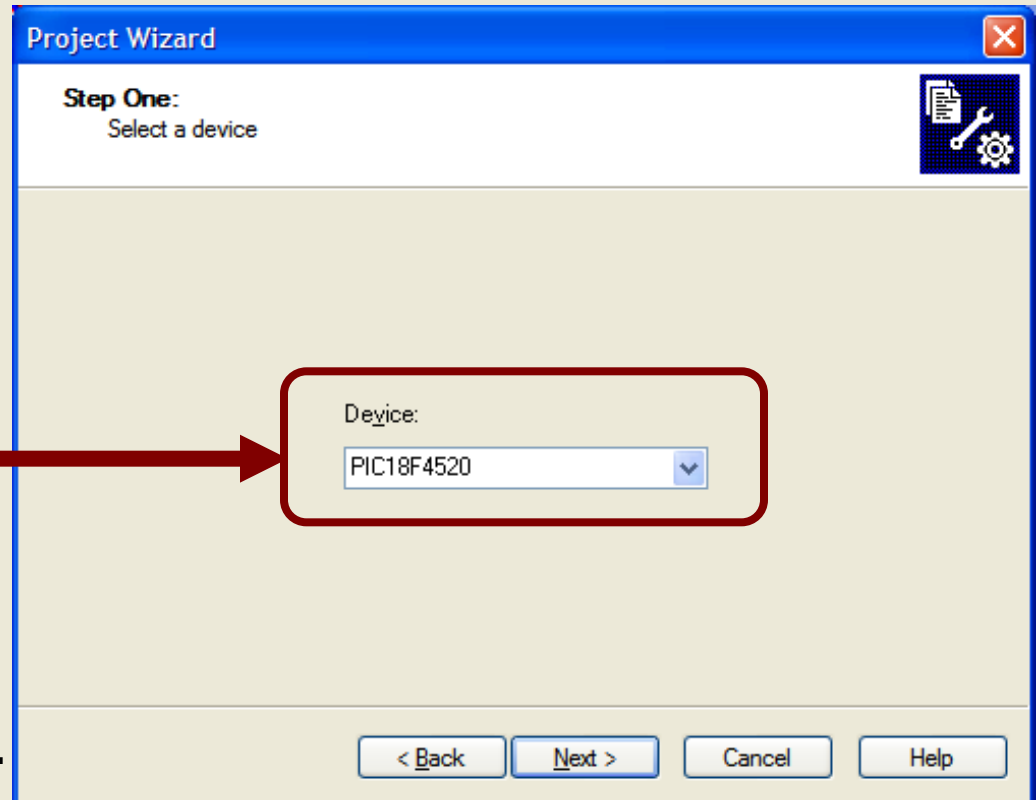 Project Wizard
Step One:
Select a device
Device:
PIC18F4520
< Back Next > Cancel Help
.